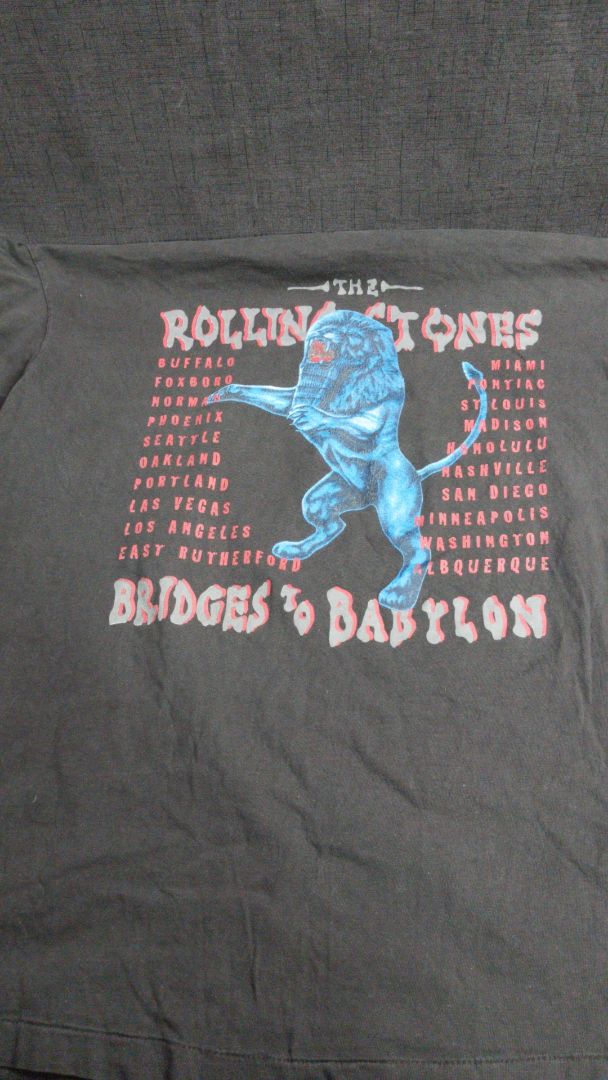 THE
ROLLING STONES
BUFFALO
FOXBORO
NORMAN
PHOENIX
SEATTLE
OAKLAND
PORTLAND
LAS VEGAS
LOS ANGELES
EAST RUTHERFORD
MIAMI
PONTIAC
ST LOUIS
MADISON
HONOLULU
NASHVILLE
SAN DIEGO
MINNEAPOLIS
WASHINGTON
ALBQUERQUE
BRIDGES TO BABYLON